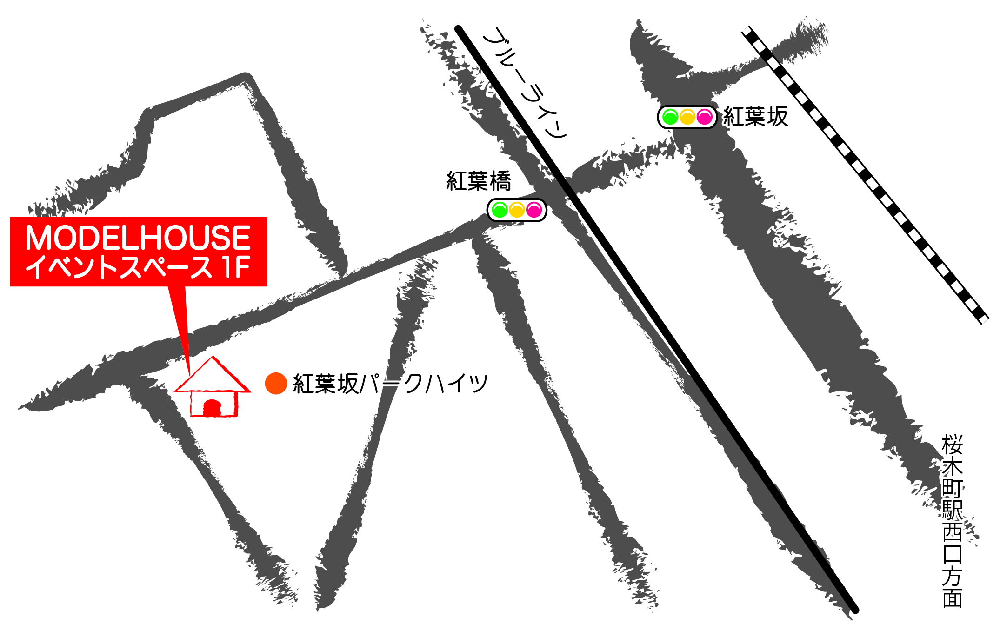 ブルーライン
紅葉坂
紅葉橋
MODELHOUSE
イベントスペース1F
紅葉坂パークハイツ
桜木町駅西口方面